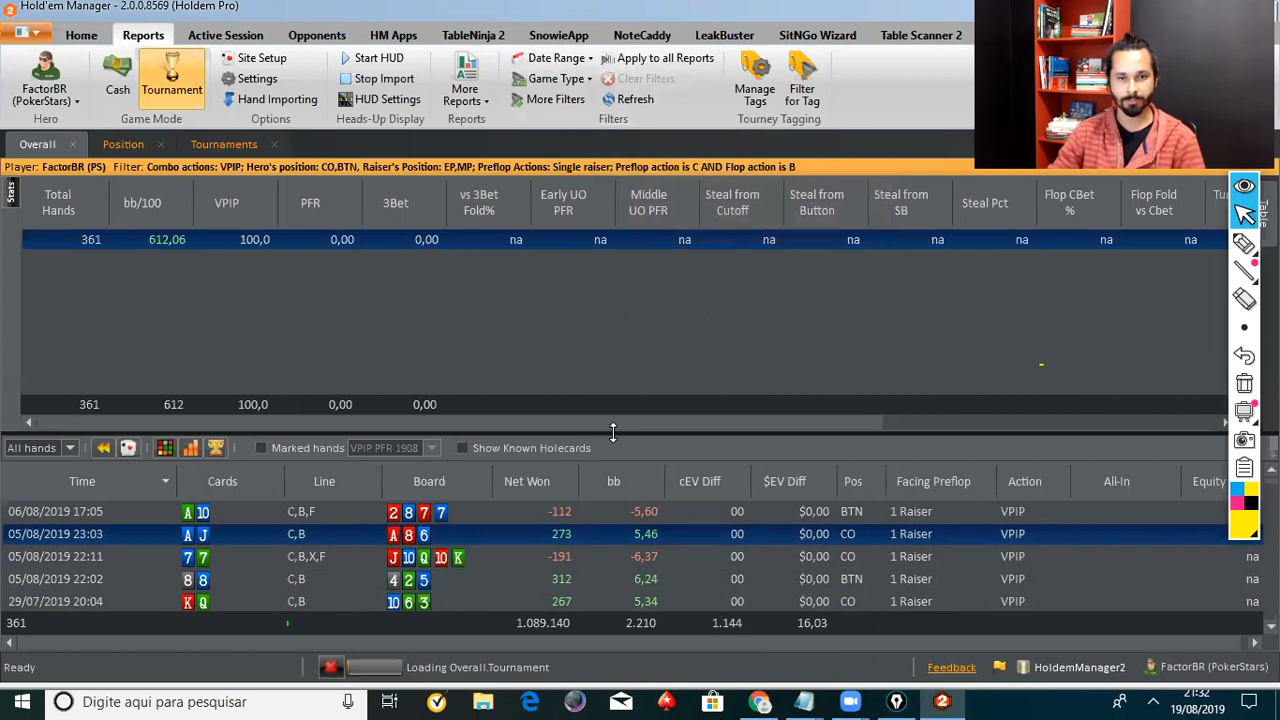 Hold'em Manager - 2.0.0.8569 (Holdem Pro)
Home Reports Active Session Opponents HM Apps TableNinja 2 SnowieApp NoteCaddy LeakBuster SitNGo Wizard Table Scanner 2
FactorBR (PokerStars) Cash Tournament Site Setup Start HUD More Reports Date Range Apply to all Reports Manage Tags Filter for Tag
Settings Stop Import Game Type Clear Filters
Hand Importing HUD Settings More Filters Refresh
Hero Game Mode Options Heads-Up Display Reports Filters Tourney Tagging
Overall Position Tournaments
Player: FactorBR (PS) Filter: Combo actions: VPIP; Hero's position: CO,BTN, Raiser's Position: EP,MP; Preflop Actions: Single raiser; Preflop action is C AND Flop action is B
Stats Total Hands bb/100 VPIP PFR 3Bet vs 3Bet Fold% Early UO PFR Middle UO PFR Steal from Cutoff Steal from Button Steal from SB Steal Pct Flop CBet % Flop Fold vs Cbet
361 612,06 100,0 0,00 0,00 na na na na na na na na na
361 612 100,0 0,00 0,00
All hands Marked hands VPIP PFR 1908 Show Known Holecards
Time Cards Line Board Net Won bb cEV Diff $EV Diff Pos Facing Preflop Action All-In Equity
06/08/2019 17:05 A 10 C,B,F 2 8 7 7 -112 -5,60 00 $0,00 BTN 1 Raiser VPIP
05/08/2019 23:03 A J C,B A 8 6 273 5,46 00 $0,00 CO 1 Raiser VPIP
05/08/2019 22:11 7 7 C,B,X,F J 10 Q 10 K -191 -6,37 00 $0,00 CO 1 Raiser VPIP na
05/08/2019 22:02 8 8 C,B 4 2 5 312 6,24 00 $0,00 BTN 1 Raiser VPIP na
29/07/2019 20:04 K Q C,B 10 6 3 267 5,34 00 $0,00 CO 1 Raiser VPIP na
361 1.089.140 2.210 1.144 16,03
Ready Loading Overall.Tournament Feedback HoldemManager2 FactorBR (PokerStars)
Digite aqui para pesquisar 21:32
19/08/2019